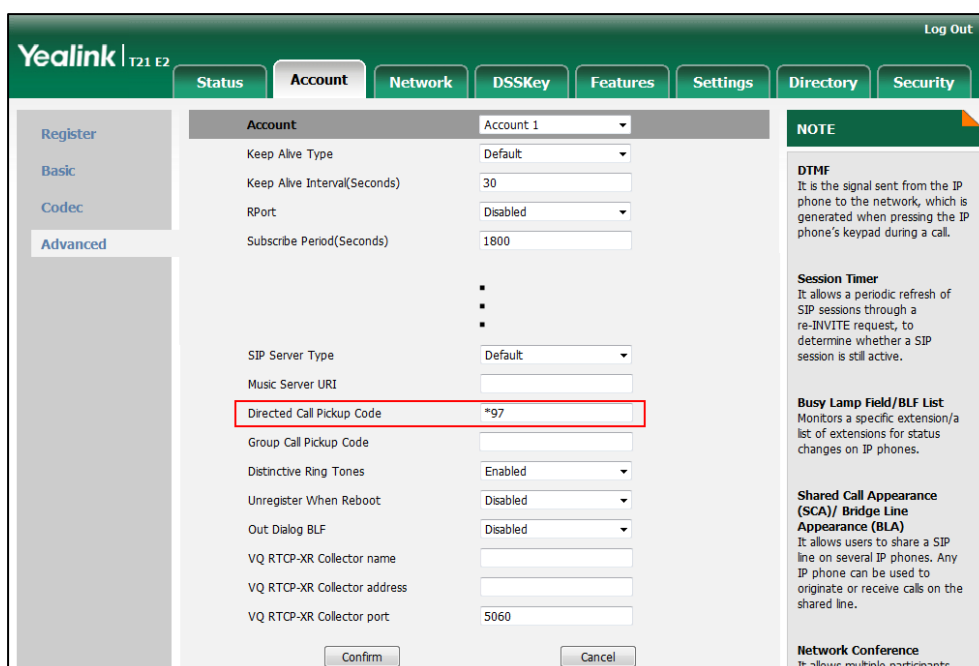 Log Out
Yealink | T21 E2
Status Account Network DSSKey Features Settings Directory Security
Register
Basic
Codec
Advanced
Account Account 1
Keep Alive Type Default
Keep Alive Interval(Seconds) 30
RPort Disabled
Subscribe Period(Seconds) 1800
SIP Server Type Default
Music Server URI
Directed Call Pickup Code *97
Group Call Pickup Code
Distinctive Ring Tones Enabled
Unregister When Reboot Disabled
Out Dialog BLF Disabled
VQ RTCP-XR Collector name
VQ RTCP-XR Collector address
VQ RTCP-XR Collector port 5060
Confirm Cancel
NOTE
DTMF
It is the signal sent from the IP
phone to the network, which is
generated when pressing the IP
phone's keypad during a call.
Session Timer
It allows a periodic refresh of
SIP sessions through a
re-INVITE request, to
determine whether a SIP
session is still active.
Busy Lamp Field/BLF List
Monitors a specific extension/a
list of extensions for status
changes on IP phones.
Shared Call Appearance
(SCA)/ Bridge Line
Appearance (BLA)
It allows users to share a SIP
line on several IP phones. Any
IP phone can be used to
originate or receive calls on the
shared line.
Network Conference
It allows multiple participants